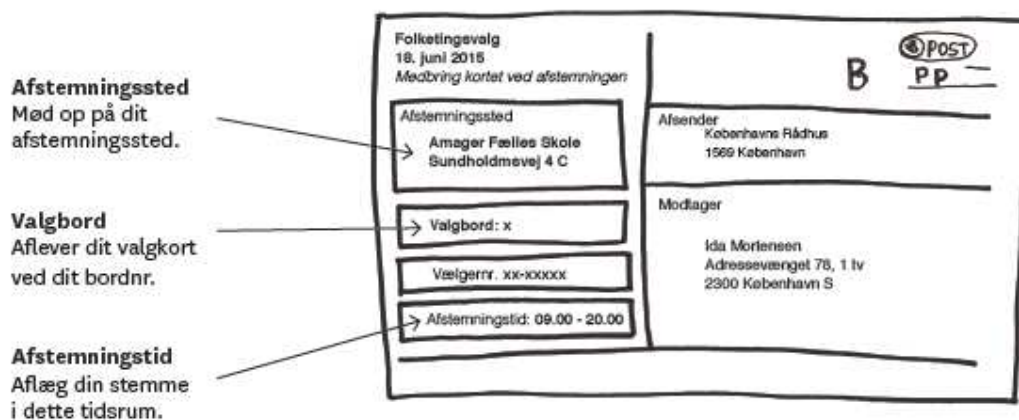 Afstemningssted
Mød op på dit
afstemningssted.
Valgbord
Aflever dit valgkort
ved dit bordnr.
Afstemningstid
Aflæg din stemme
i dette tidsrum.
Folketingsvalg
18. juni 2015
Medbring kortet ved afstemningen
Afstemningssted
Amager Fælles Skole
Sundholdmsvej 4 C
Valgbord: x
Vælgernr. xx-xxxxx
Afstemningstid: 09.00 - 20.00
B
POST
PP
Afsender
Københavns Rådhus
1569 København
Modtager
Ida Mortensen
Adressevænget 78, 1 tv
2300 København S